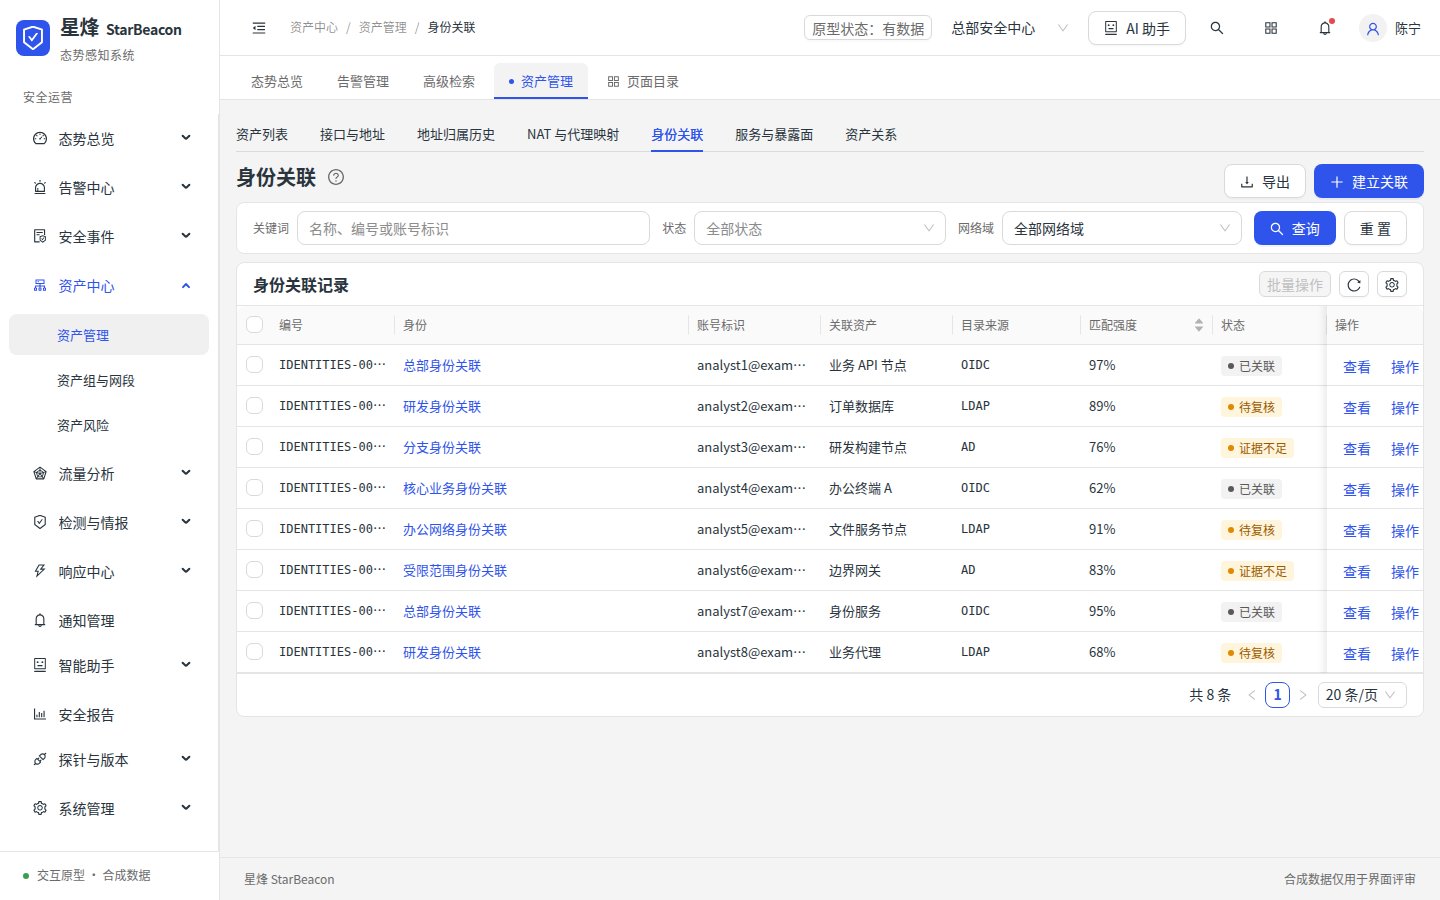 星烽 StarBeacon
态势感知系统
安全运营
态势总览
告警中心
安全事件
资产中心
资产管理
资产组与网段
资产风险
流量分析
检测与情报
响应中心
通知管理
智能助手
安全报告
探针与版本
系统管理
交互原型 · 合成数据
资产中心 / 资产管理 / 身份关联
原型状态：有数据
总部安全中心
AI 助手
陈宁
态势总览 告警管理 高级检索 资产管理 页面目录
资产列表 接口与地址 地址归属历史 NAT 与代理映射 身份关联 服务与暴露面 资产关系
身份关联
导出
建立关联
关键词 名称、编号或账号标识 状态 全部状态 网络域 全部网络域 查询 重 置
身份关联记录
批量操作
编号 身份 账号标识 关联资产 目录来源 匹配强度 状态 操作
IDENTITIES-00··· 总部身份关联 analyst1@exam··· 业务 API 节点 OIDC 97% 已关联 查看 操作
IDENTITIES-00··· 研发身份关联 analyst2@exam··· 订单数据库 LDAP 89% 待复核 查看 操作
IDENTITIES-00··· 分支身份关联 analyst3@exam··· 研发构建节点 AD 76% 证据不足 查看 操作
IDENTITIES-00··· 核心业务身份关联 analyst4@exam··· 办公终端 A OIDC 62% 已关联 查看 操作
IDENTITIES-00··· 办公网络身份关联 analyst5@exam··· 文件服务节点 LDAP 91% 待复核 查看 操作
IDENTITIES-00··· 受限范围身份关联 analyst6@exam··· 边界网关 AD 83% 证据不足 查看 操作
IDENTITIES-00··· 总部身份关联 analyst7@exam··· 身份服务 OIDC 95% 已关联 查看 操作
IDENTITIES-00··· 研发身份关联 analyst8@exam··· 业务代理 LDAP 68% 待复核 查看 操作
共 8 条 < 1 > 20 条/页
星烽 StarBeacon
合成数据仅用于界面评审